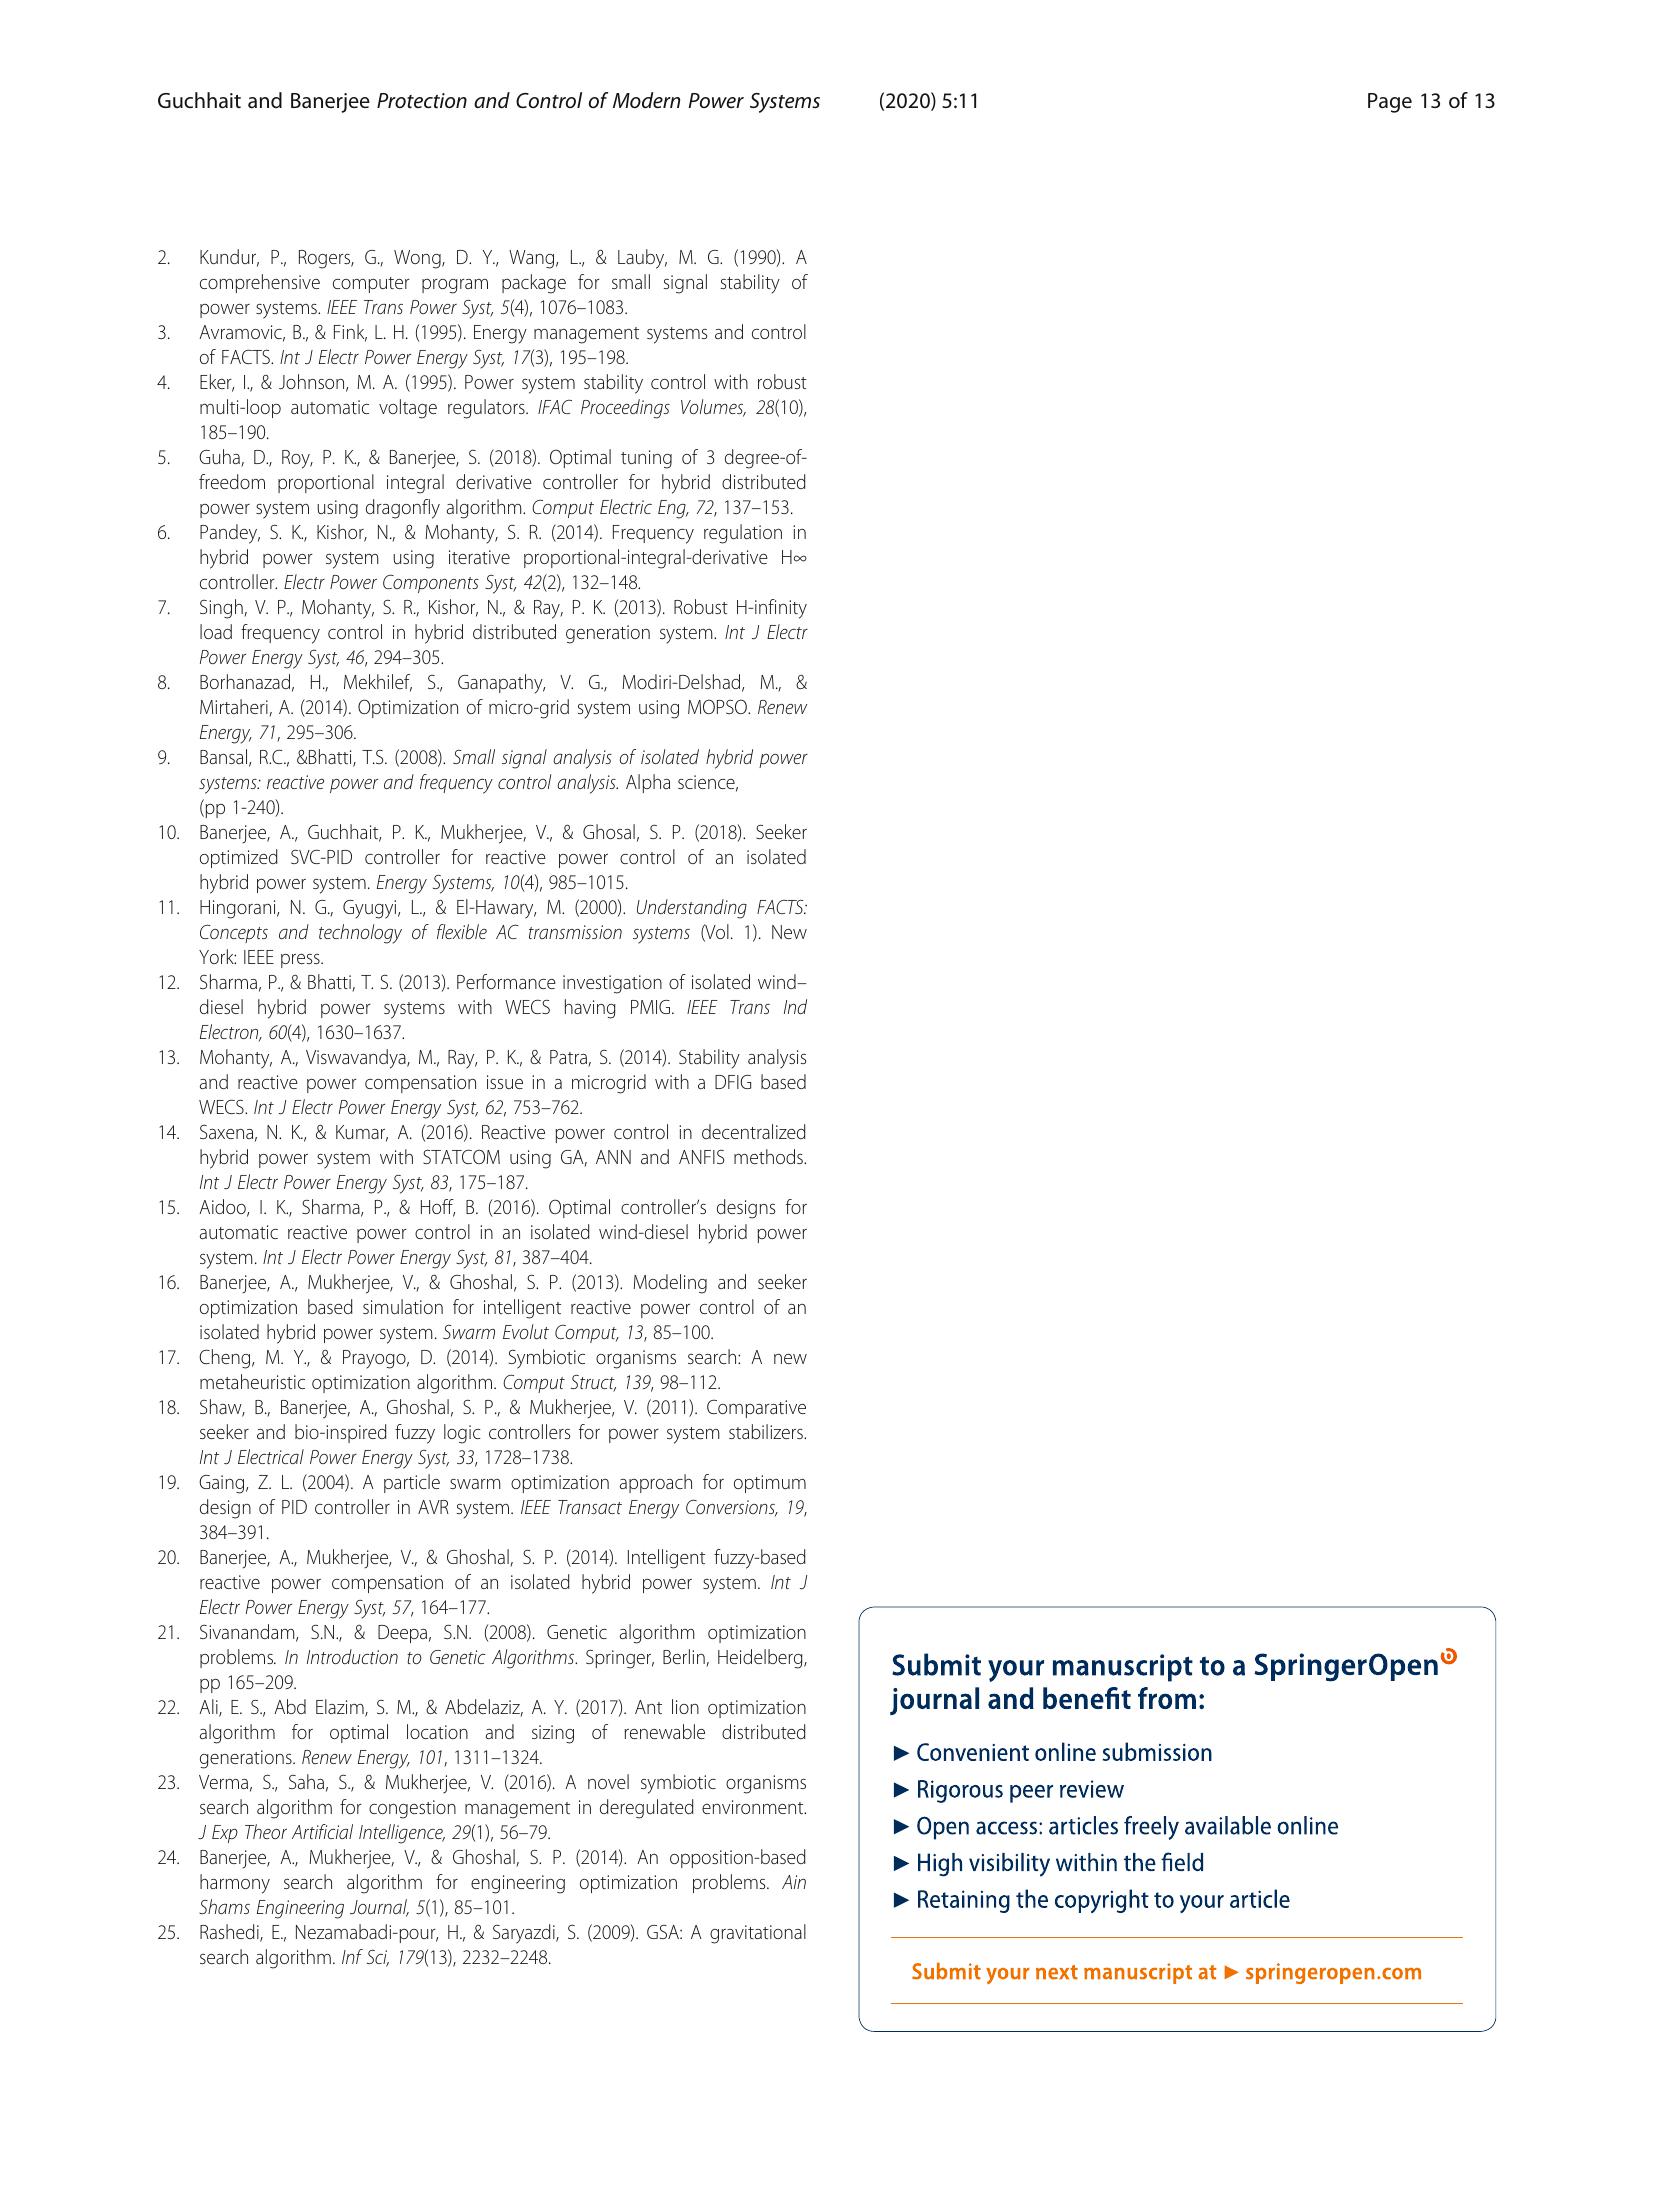 Guchhait and Banerjee Protection and Control of Modern Power Systems (2020) 5:11 Page 13 of 13
2. Kundur, P., Rogers, G., Wong, D. Y., Wang, L., & Lauby, M. G. (1990). A
comprehensive computer program package for small signal stability of
power systems. IEEE Trans Power Syst, 5(4), 1076–1083.
3. Avramovic, B., & Fink, L. H. (1995). Energy management systems and control
of FACTS. Int J Electr Power Energy Syst, 17(3), 195–198.
4. Eker, I., & Johnson, M. A. (1995). Power system stability control with robust
multi-loop automatic voltage regulators. IFAC Proceedings Volumes, 28(10),
185–190.
5. Guha, D., Roy, P. K., & Banerjee, S. (2018). Optimal tuning of 3 degree-of-
freedom proportional integral derivative controller for hybrid distributed
power system using dragonfly algorithm. Comput Electric Eng, 72, 137–153.
6. Pandey, S. K., Kishor, N., & Mohanty, S. R. (2014). Frequency regulation in
hybrid power system using iterative proportional-integral-derivative H∞
controller. Electr Power Components Syst, 42(2), 132–148.
7. Singh, V. P., Mohanty, S. R., Kishor, N., & Ray, P. K. (2013). Robust H-infinity
load frequency control in hybrid distributed generation system. Int J Electr
Power Energy Syst, 46, 294–305.
8. Borhanazad, H., Mekhilef, S., Ganapathy, V. G., Modiri-Delshad, M., &
Mirtaheri, A. (2014). Optimization of micro-grid system using MOPSO. Renew
Energy, 71, 295–306.
9. Bansal, R.C., &Bhatti, T.S. (2008). Small signal analysis of isolated hybrid power
systems: reactive power and frequency control analysis. Alpha science,
(pp 1-240).
10. Banerjee, A., Guchhait, P. K., Mukherjee, V., & Ghosal, S. P. (2018). Seeker
optimized SVC-PID controller for reactive power control of an isolated
hybrid power system. Energy Systems, 10(4), 985–1015.
11. Hingorani, N. G., Gyugyi, L., & El-Hawary, M. (2000). Understanding FACTS:
Concepts and technology of flexible AC transmission systems (Vol. 1). New
York: IEEE press.
12. Sharma, P., & Bhatti, T. S. (2013). Performance investigation of isolated wind–
diesel hybrid power systems with WECS having PMIG. IEEE Trans Ind
Electron, 60(4), 1630–1637.
13. Mohanty, A., Viswavandya, M., Ray, P. K., & Patra, S. (2014). Stability analysis
and reactive power compensation issue in a microgrid with a DFIG based
WECS. Int J Electr Power Energy Syst, 62, 753–762.
14. Saxena, N. K., & Kumar, A. (2016). Reactive power control in decentralized
hybrid power system with STATCOM using GA, ANN and ANFIS methods.
Int J Electr Power Energy Syst, 83, 175–187.
15. Aidoo, I. K., Sharma, P., & Hoff, B. (2016). Optimal controller's designs for
automatic reactive power control in an isolated wind-diesel hybrid power
system. Int J Electr Power Energy Syst, 81, 387–404.
16. Banerjee, A., Mukherjee, V., & Ghoshal, S. P. (2013). Modeling and seeker
optimization based simulation for intelligent reactive power control of an
isolated hybrid power system. Swarm Evolut Comput, 13, 85–100.
17. Cheng, M. Y., & Prayogo, D. (2014). Symbiotic organisms search: A new
metaheuristic optimization algorithm. Comput Struct, 139, 98–112.
18. Shaw, B., Banerjee, A., Ghoshal, S. P., & Mukherjee, V. (2011). Comparative
seeker and bio-inspired fuzzy logic controllers for power system stabilizers.
Int J Electrical Power Energy Syst, 33, 1728–1738.
19. Gaing, Z. L. (2004). A particle swarm optimization approach for optimum
design of PID controller in AVR system. IEEE Transact Energy Conversions, 19,
384–391.
20. Banerjee, A., Mukherjee, V., & Ghoshal, S. P. (2014). Intelligent fuzzy-based
reactive power compensation of an isolated hybrid power system. Int J
Electr Power Energy Syst, 57, 164–177.
21. Sivanandam, S.N., & Deepa, S.N. (2008). Genetic algorithm optimization
problems. In Introduction to Genetic Algorithms. Springer, Berlin, Heidelberg,
pp 165–209.
22. Ali, E. S., Abd Elazim, S. M., & Abdelaziz, A. Y. (2017). Ant lion optimization
algorithm for optimal location and sizing of renewable distributed
generations. Renew Energy, 101, 1311–1324.
23. Verma, S., Saha, S., & Mukherjee, V. (2016). A novel symbiotic organisms
search algorithm for congestion management in deregulated environment.
J Exp Theor Artificial Intelligence, 29(1), 56–79.
24. Banerjee, A., Mukherjee, V., & Ghoshal, S. P. (2014). An opposition-based
harmony search algorithm for engineering optimization problems. Ain
Shams Engineering Journal, 5(1), 85–101.
25. Rashedi, E., Nezamabadi-pour, H., & Saryazdi, S. (2009). GSA: A gravitational
search algorithm. Inf Sci, 179(13), 2232–2248.
Submit your manuscript to a SpringerOpen
journal and benefit from:
► Convenient online submission
► Rigorous peer review
► Open access: articles freely available online
► High visibility within the field
► Retaining the copyright to your article
Submit your next manuscript at ► springeropen.com